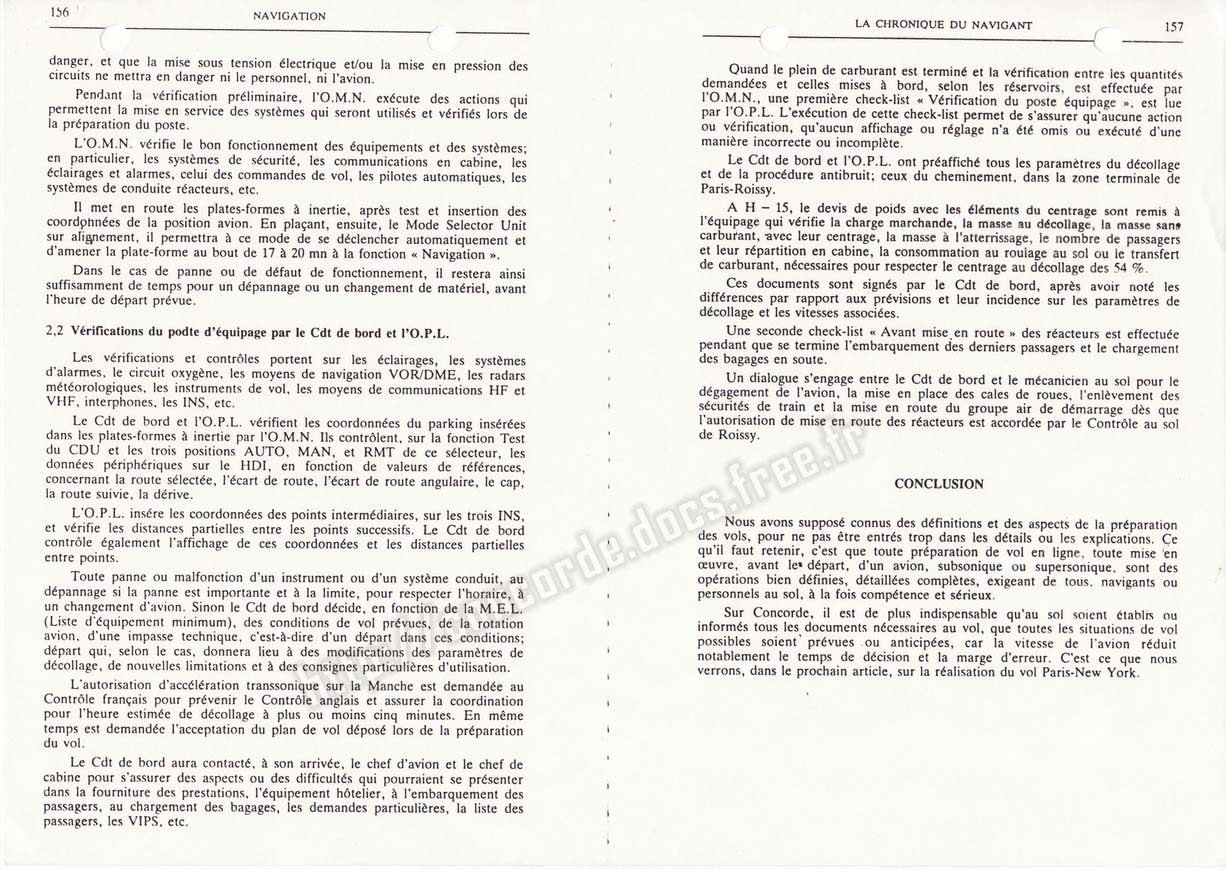 156
NAVIGATION
danger, et que la mise sous tension électrique et/ou la mise en pression des
circuits ne mettra en danger ni le personnel, ni l'avion.
Pendant la vérification préliminaire, l'O.M.N. exécute des actions qui
permettent la mise en service des systèmes qui seront utilisés et vérifiés lors de
la préparation du poste.
L'O.M.N. vérifie le bon fonctionnement des équipements et des systèmes;
en particulier, les systèmes de sécurité, les communications en cabine, les
éclairages et alarmes, celui des commandes de vol, les pilotes automatiques, les
systèmes de conduite réacteurs, etc.
Il met en route les plates-formes à inertie, après test et insertion des
coordonnées de la position avion. En plaçant, ensuite, le Mode Selector Unit
sur alignement, il permettra à ce mode de se déclencher automatiquement et
d'amener la plate-forme au bout de 17 à 20 mn à la fonction « Navigation ».
Dans le cas de panne ou de défaut de fonctionnement, il restera ainsi
suffisamment de temps pour un dépannage ou un changement de matériel, avant
l'heure de départ prévue.
2,2 Vérifications du podte d'équipage par le Cdt de bord et l'O.P.L.
Les vérifications et contrôles portent sur les éclairages, les systèmes
d'alarmes, le circuit oxygène, les moyens de navigation VOR/DME, les radars
météorologiques, les instruments de vol, les moyens de communications HF et
VHF, interphones, les INS, etc.
Le Cdt de bord et l'O.P.L. vérifient les coordonnées du parking insérées
dans les plates-formes à inertie par l'O.M.N. Ils contrôlent, sur la fonction Test
du CDU et les trois positions AUTO, MAN, et RMT de ce sélecteur, les
données périphériques sur le HDI, en fonction de valeurs de références,
concernant la route sélectée, l'écart de route, l'écart de route angulaire, le cap,
la route suivie, la dérive.
L'O.P.L. insére les coordonnées des points intermédiaires, sur les trois INS,
et vérifie les distances partielles entre les points successifs. Le Cdt de bord
contrôle également l'affichage de ces coordonnées et les distances partielles
entre points.
Toute panne ou malfonction d'un instrument ou d'un système conduit, au
dépannage si la panne est importante et à la limite, pour respecter l'horaire, à
un changement d'avion. Sinon le Cdt de bord décide, en fonction de la M.E.L.
(Liste d'équipement minimum), des conditions de vol prévues, de la rotation
avion, d'une impasse technique, c'est-à-dire d'un départ dans ces conditions;
départ qui, selon le cas, donnera lieu à des modifications des paramètres de
décollage, de nouvelles limitations et à des consignes particulières d'utilisation.
L'autorisation d'accélération transsonique sur la Manche est demandée au
Contrôle français pour prévenir le Contrôle anglais et assurer la coordination
pour l'heure estimée de décollage à plus ou moins cinq minutes. En même
temps est demandée l'acceptation du plan de vol déposé lors de la préparation
du vol.
Le Cdt de bord aura contacté, à son arrivée, le chef d'avion et le chef de
cabine pour s'assurer des aspects ou des difficultés qui pourraient se présenter
dans la fourniture des prestations, l'équipement hôtelier, à l'embarquement des
passagers, au chargement des bagages, les demandes particulières, la liste des
passagers, les VIPS, etc.
LA CHRONIQUE DU NAVIGANT
157
Quand le plein de carburant est terminé et la vérification entre les quantités
demandées et celles mises à bord, selon les réservoirs, est effectuée par
l'O.M.N., une première check-list « Vérification du poste équipage », est lue
par l'O.P.L. L'exécution de cette check-list permet de s'assurer qu'aucune action
ou vérification, qu'aucun affichage ou réglage n'a été omis ou exécuté d'une
manière incorrecte ou incomplète.
Le Cdt de bord et l'O.P.L. ont préaffiché tous les paramètres du décollage
et de la procédure antibruit; ceux du cheminement, dans la zone terminale de
Paris-Roissy.
A H – 15, le devis de poids avec les éléments du centrage sont remis à
l'équipage qui vérifie la charge marchande, la masse au décollage, la masse sans
carburant, avec leur centrage, la masse à l'atterrissage, le nombre de passagers
et leur répartition en cabine, la consommation au roulage au sol ou le transfert
de carburant, nécessaires pour respecter le centrage au décollage des 54 %.
Ces documents sont signés par le Cdt de bord, après avoir noté les
différences par rapport aux prévisions et leur incidence sur les paramètres de
décollage et les vitesses associées.
Une seconde check-list « Avant mise en route » des réacteurs est effectuée
pendant que se termine l'embarquement des derniers passagers et le chargement
des bagages en soute.
Un dialogue s'engage entre le Cdt de bord et le mécanicien au sol pour le
dégagement de l'avion, la mise en place des cales de roues, l'enlèvement des
sécurités de train et la mise en route du groupe air de démarrage dès que
l'autorisation de mise en route des réacteurs est accordée par le Contrôle au sol
de Roissy.
CONCLUSION
Nous avons supposé connus des définitions et des aspects de la préparation
des vols, pour ne pas être entrés trop dans les détails ou les explications. Ce
qu'il faut retenir, c'est que toute préparation de vol en ligne, toute mise en
œuvre, avant le départ, d'un avion, subsonique ou supersonique, sont des
opérations bien définies, détaillées complètes, exigeant de tous, navigants ou
personnels au sol, à la fois compétence et sérieux.
Sur Concorde, il est de plus indispensable qu'au sol soient établis ou
informés tous les documents nécessaires au vol, que toutes les situations de vol
possibles soient prévues ou anticipées, car la vitesse de l'avion réduit
notablement le temps de décision et la marge d'erreur. C'est ce que nous
verrons, dans le prochain article, sur la réalisation du vol Paris-New York.
http://concorde.docs.free.fr